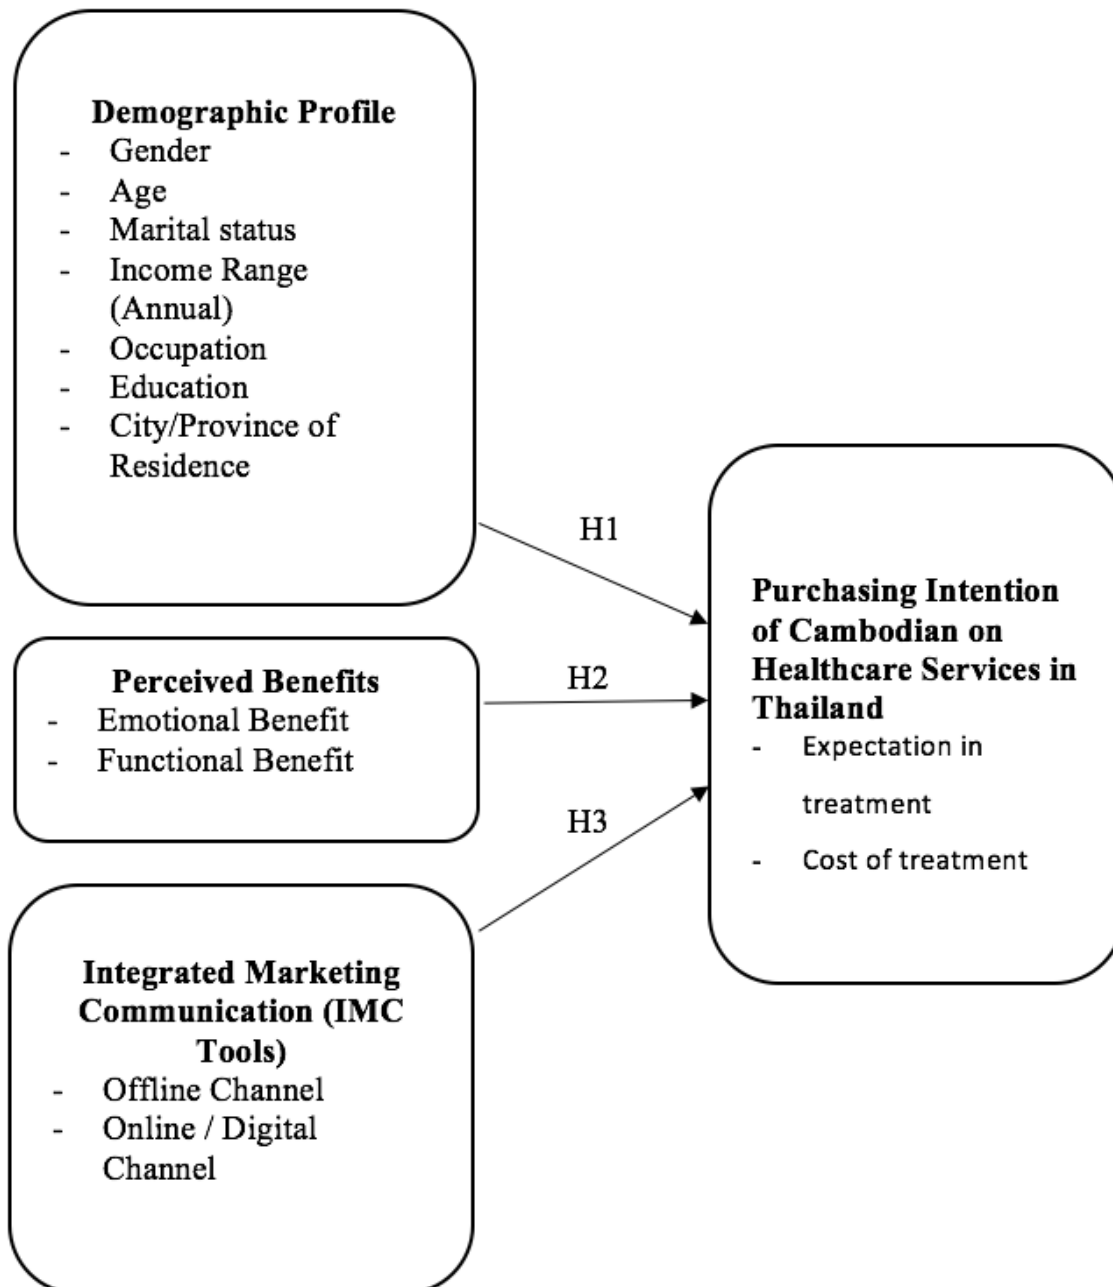 Demographic Profile
- Gender
- Age
- Marital status
- Income Range
(Annual)
- Occupation
- Education
- City/Province of
Residence
H1
Perceived Benefits
- Emotional Benefit
- Functional Benefit
H2
Integrated Marketing
Communication (IMC
Tools)
- Offline Channel
- Online / Digital
Channel
H3
Purchasing Intention
of Cambodian on
Healthcare Services in
Thailand
- Expectation in
treatment
- Cost of treatment